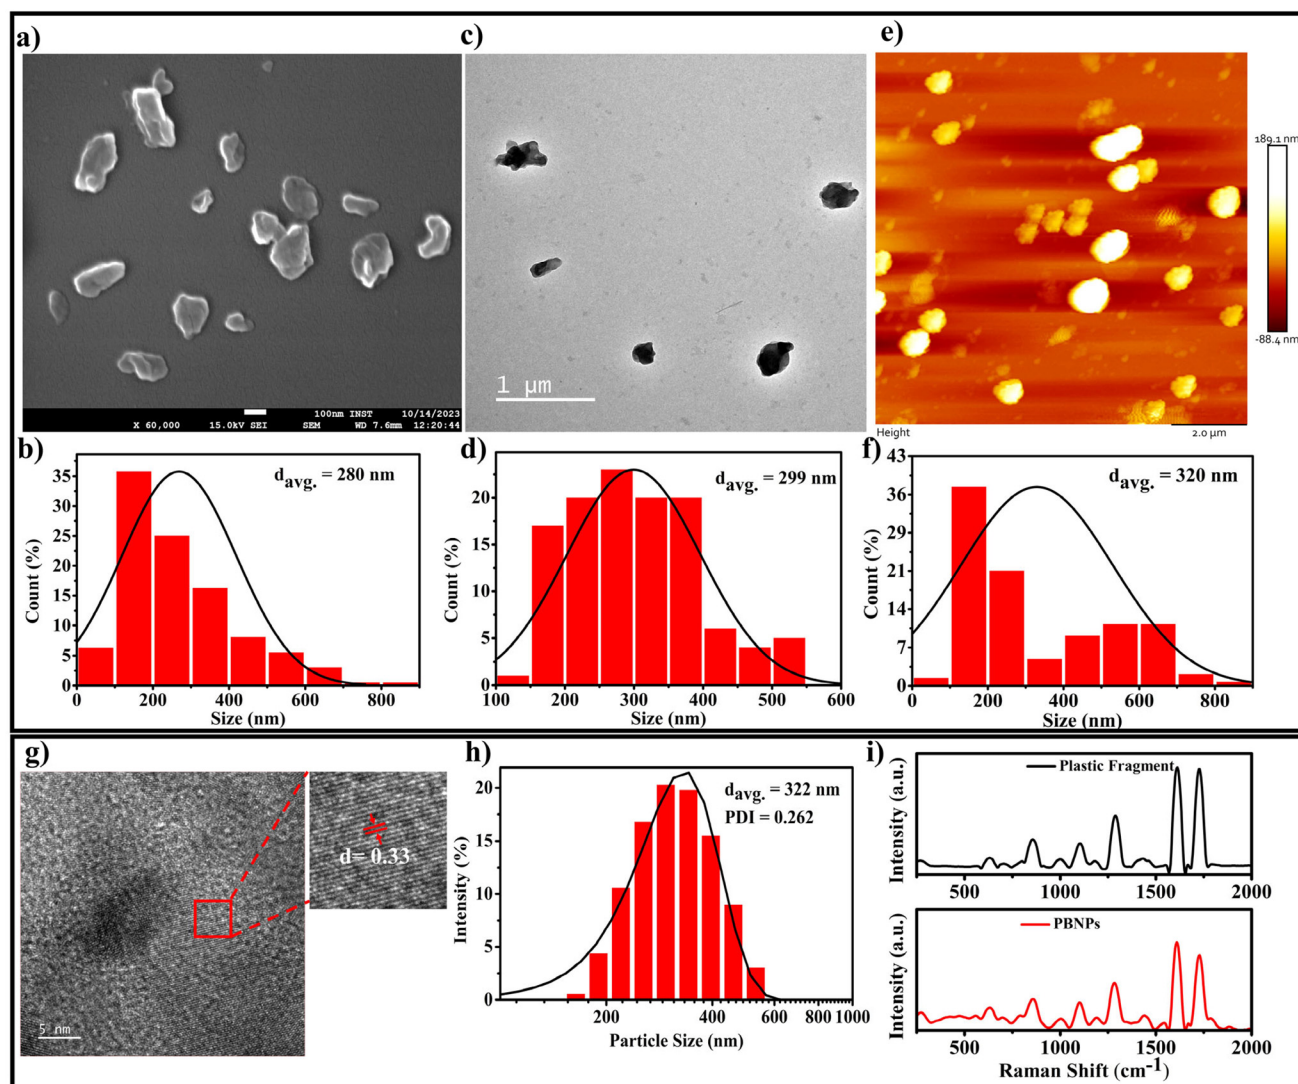 a)
100nm INST 10/14/2023
X 60,000 15.0kV SEI SEM WD 7.6mm 12:20:44
c)
1 µm
e)
189.1 nm
-88.4 nm
Height
2.0 µm
b)
d avg. = 280 nm
Count (%)
35
30
25
20
15
10
5
0
0 200 400 600 800
Size (nm)
d)
d avg. = 299 nm
Count (%)
20
15
10
5
0
100 200 300 400 500 600
Size (nm)
f)
d avg. = 320 nm
Count (%)
43
36
29
22
14
7
0
0 200 400 600 800
Size (nm)
g)
d= 0.33
5 nm
h)
d avg. = 322 nm
PDI = 0.262
Intensity (%)
20
15
10
5
0
200 400 600 800 1000
Particle Size (nm)
i)
Plastic Fragment
Intensity (a.u.)
500 1000 1500 2000
PBNPs
Intensity (a.u.)
500 1000 1500 2000
Raman Shift (cm-1)